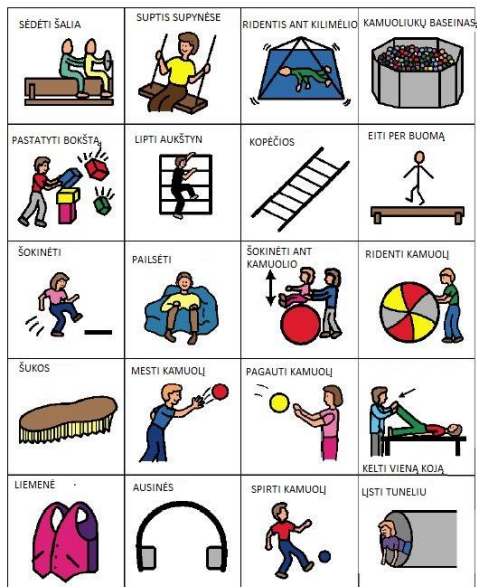 SĖDĖTI ŠALIA
SUPTIS SUPYNĖSE
RIDENTIS ANT KILIMĖLIO
KAMUOLIUKŲ BASEINAS,
PASTATYTI BOKŠTĄ
LIPTI AUKŠTYN
KOPĖČIOS
EITI PER BUOMĄ
ŠOKINĖTI
PAILSĖTI
ŠOKINĖTI ANT
KAMUOLIO
RIDENTI KAMUOLĮ
ŠUKOS
MESTI KAMUOLĮ
PAGAUTI KAMUOLĮ
KELTI VIENĄ KOJĄ
LIEMENĖ
AUSINĖS
SPIRTI KAMUOLĮ
LĮSTI TUNELIU